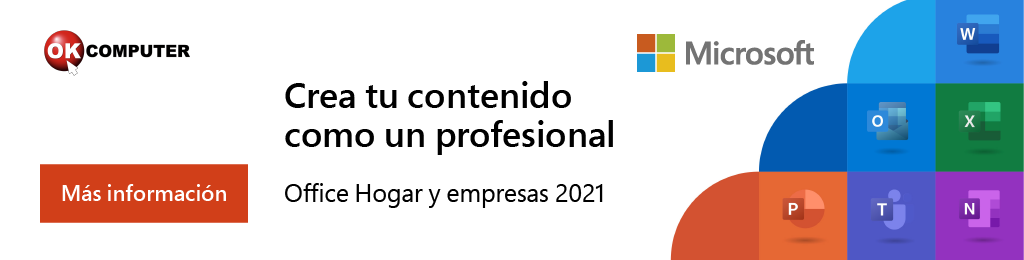 OK COMPUTER
Microsoft
Crea tu contenido
como un profesional
Más información
Office Hogar y empresas 2021
W
O
X
P
T
N